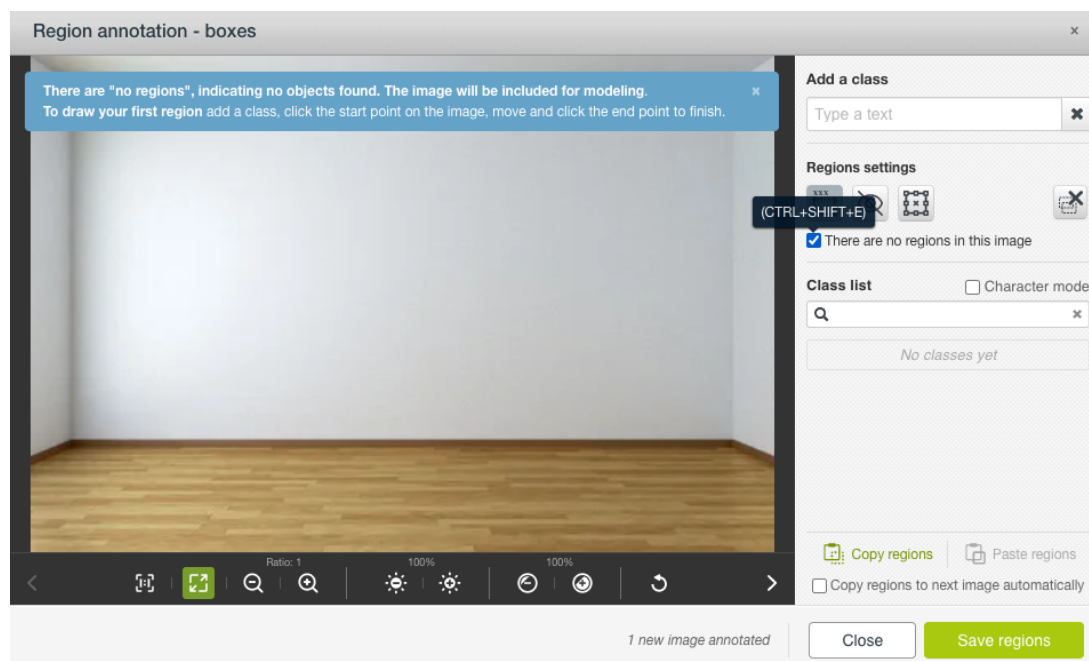 Region annotation - boxes
There are "no regions", indicating no objects found. The image will be included for modeling.
To draw your first region add a class, click the start point on the image, move and click the end point to finish.
Add a class
Type a text
Regions settings
xxx
(CTRL+SHIFT+E)
There are no regions in this image
Class list
Character mode
No classes yet
Copy regions
Paste regions
Copy regions to next image automatically
Ratio: 1
100%
100%
1 new image annotated
Close
Save regions